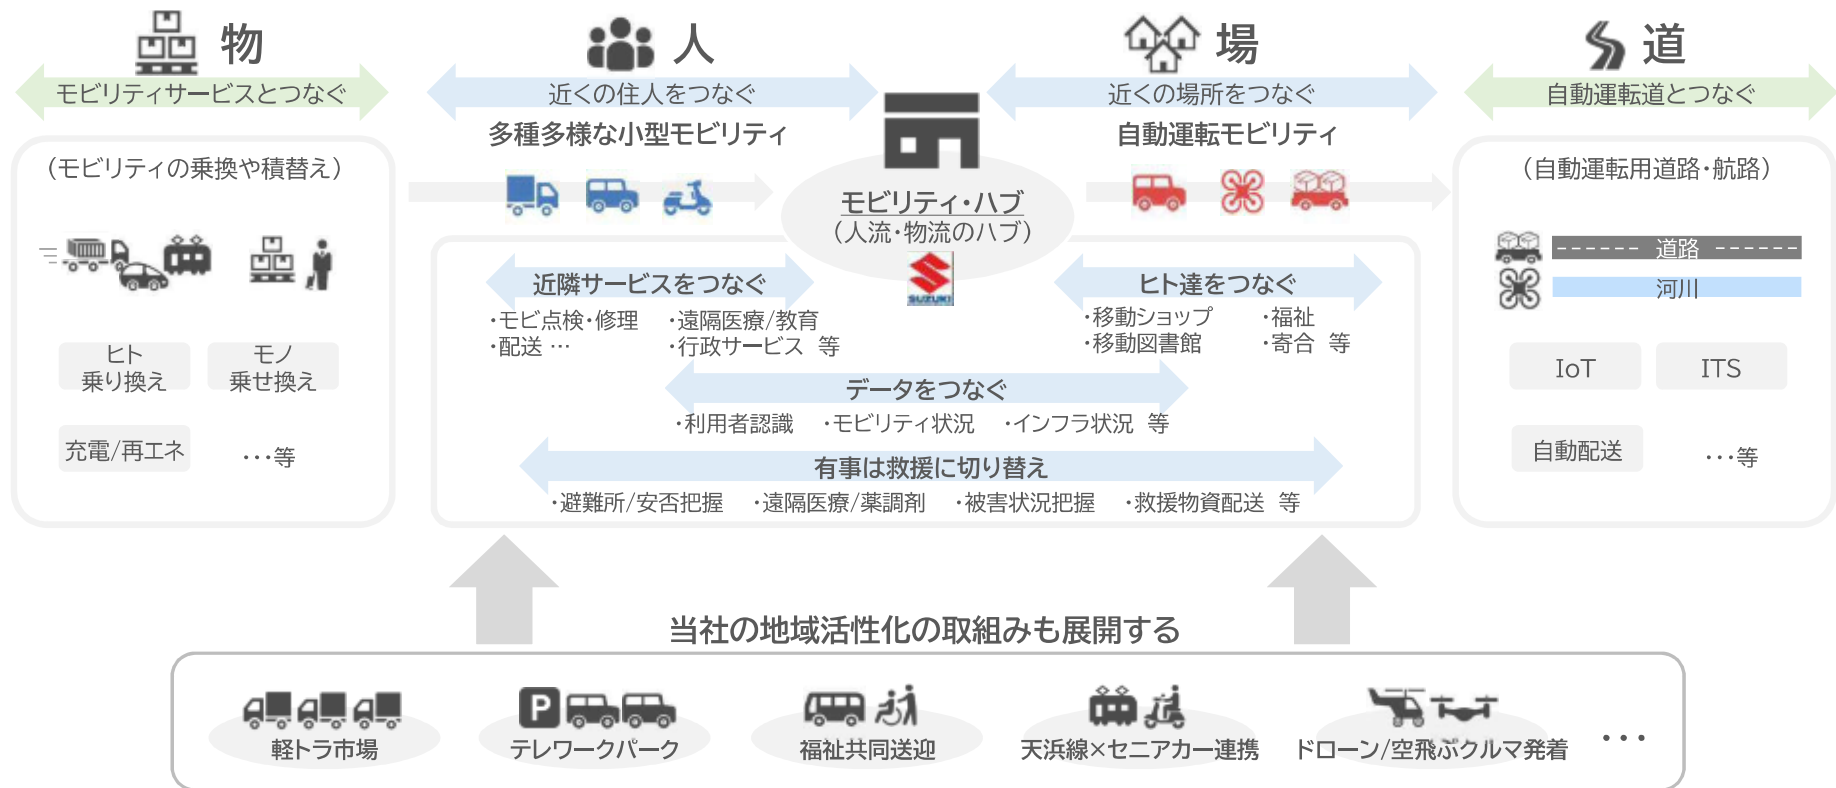 物
人
場
道
モビリティサービスとつなぐ
近くの住人をつなぐ
近くの場所をつなぐ
自動運転道とつなぐ
多種多様な小型モビリティ
自動運転モビリティ
(モビリティの乗換や積替え)
ヒト
乗り換え
モノ
乗せ換え
充電/再エネ
・・・等
モビリティ・ハブ
(人流・物流のハブ)
SUZUKI
近隣サービスをつなぐ
・モビ点検・修理
・配送 …
・遠隔医療/教育
・行政サービス 等
ヒト達をつなぐ
・移動ショップ
・移動図書館
・福祉
・寄合 等
データをつなぐ
・利用者認識 ・モビリティ状況 ・インフラ状況 等
有事は救援に切り替え
・避難所/安否把握 ・遠隔医療/薬調剤 ・被害状況把握 ・救援物資配送 等
(自動運転用道路・航路)
道路
河川
IoT
ITS
自動配送
・・・等
当社の地域活性化の取組みも展開する
P
軽トラ市場
テレワークパーク
福祉共同送迎
天浜線×セニアカー連携
ドローン/空飛ぶクルマ発着
・・・